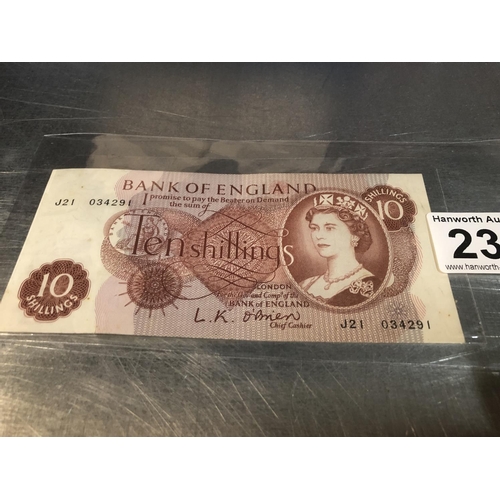 BANK OF ENGLAND
I promise to pay the Bearer on Demand
the sum of
J21 034291
Ten shillings
10
SHILLINGS
10
SHILLINGS
LONDON
For the Gov: and Comp: of the
BANK OF ENGLAND
L.K. O'Brien
Chief Cashier
J21 034291
Hanworth Au
23
www.hanworth